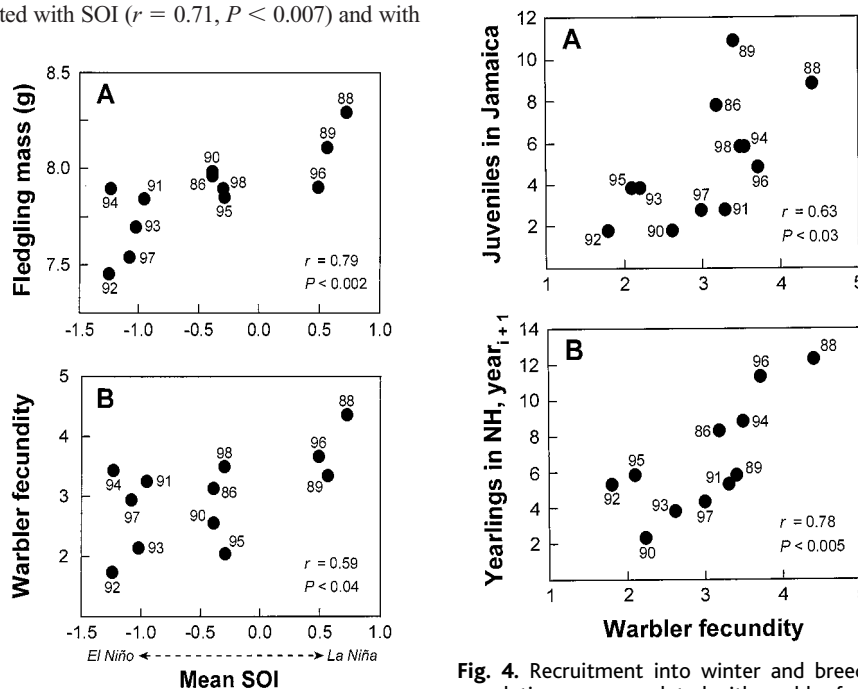 ted with SOI (r = 0.71, P < 0.007) and with
A
Fledgling mass (g)
8.5
8.0
7.5
88
89
90
86
98
95
96
94
91
93
97
92
r = 0.79
P < 0.002
-1.5 -1.0 -0.5 0.0 0.5 1.0
B
Warbler fecundity
5
4
3
2
88
96
89
98
86
90
95
94
91
97
93
92
r = 0.59
P < 0.04
-1.5 -1.0 -0.5 0.0 0.5 1.0
El Niño La Niña
Mean SOI
A
Juveniles in Jamaica
12
10
8
6
4
2
89
88
86
98
94
96
95
93
97
91
92
90
r = 0.63
P < 0.03
1 2 3 4 5
B
Yearlings in NH, year i + 1
14
12
10
8
6
4
2
88
96
94
86
95
92
91
89
93
97
90
r = 0.78
P < 0.005
1 2 3 4
Warbler fecundity
Fig. 4. Recruitment into winter and breed